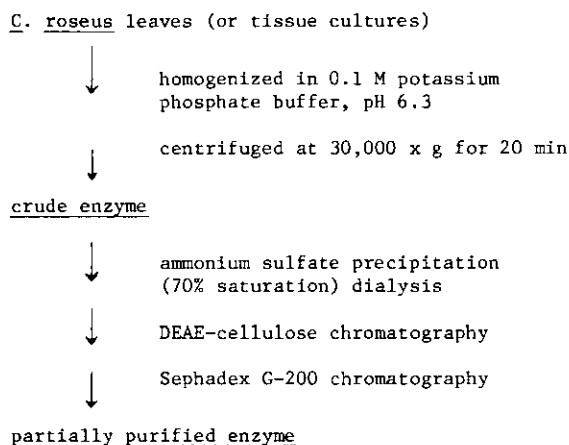 C. roseus leaves (or tissue cultures)
homogenized in 0.1 M potassium
phosphate buffer, pH 6.3
centrifuged at 30,000 x g for 20 min
crude enzyme
ammonium sulfate precipitation
(70% saturation) dialysis
DEAE-cellulose chromatography
Sephadex G-200 chromatography
partially purified enzyme